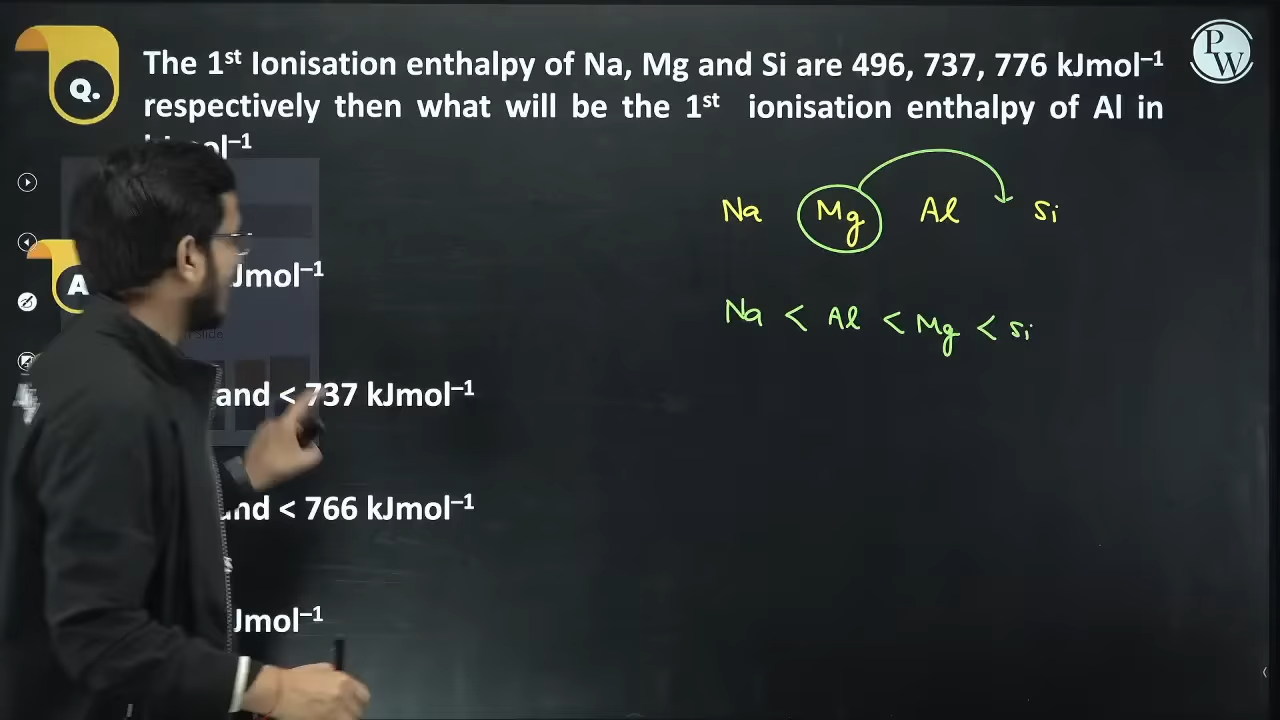 Q.
The 1st Ionisation enthalpy of Na, Mg and Si are 496, 737, 776 kJmol⁻¹
respectively then what will be the 1st ionisation enthalpy of Al in
⁻¹
PW
Na Mg Al Si
A
Jmol⁻¹
Na < Al < Mg < Si
and < 737 kJmol⁻¹
and < 766 kJmol⁻¹
Jmol⁻¹